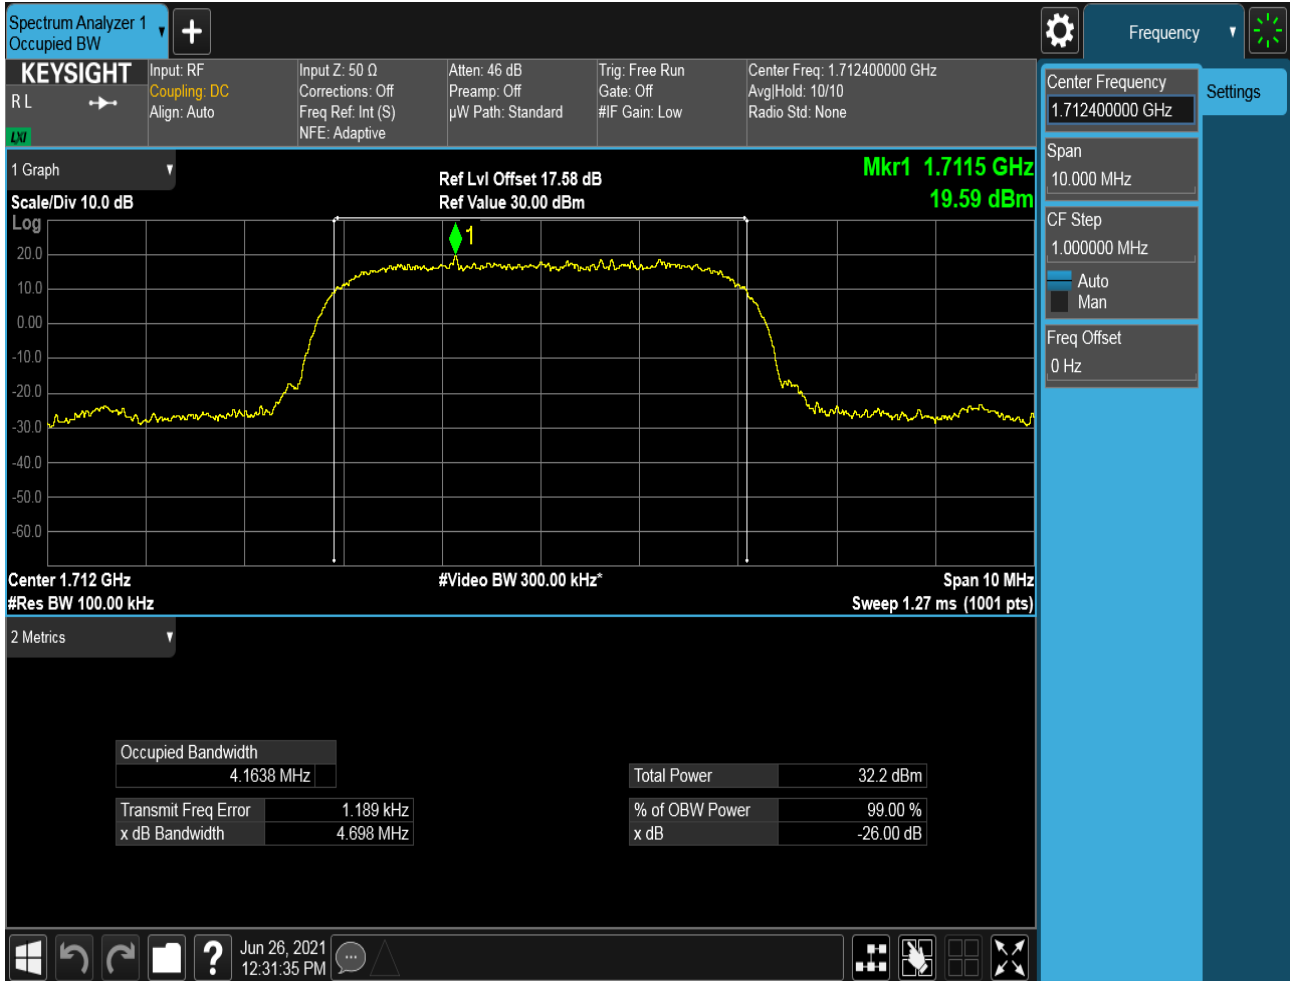 Spectrum Analyzer 1
Occupied BW
+
Frequency
KEYSIGHT
R L
LXI
Input: RF
Coupling: DC
Align: Auto
Input Z: 50 Ω
Corrections: Off
Freq Ref: Int (S)
NFE: Adaptive
Atten: 46 dB
Preamp: Off
µW Path: Standard
Trig: Free Run
Gate: Off
#IF Gain: Low
Center Freq: 1.712400000 GHz
Avg|Hold: 10/10
Radio Std: None
Center Frequency
1.712400000 GHz
Settings
Span
10.000 MHz
CF Step
1.000000 MHz
Auto
Man
Freq Offset
0 Hz
1 Graph
Ref Lvl Offset 17.58 dB
Mkr1 1.7115 GHz
Scale/Div 10.0 dB
Ref Value 30.00 dBm
19.59 dBm
Log
1
20.0
10.0
0.00
-10.0
-20.0
-30.0
-40.0
-50.0
-60.0
Center 1.712 GHz
#Video BW 300.00 kHz*
Span 10 MHz
#Res BW 100.00 kHz
Sweep 1.27 ms (1001 pts)
2 Metrics
Occupied Bandwidth
4.1638 MHz
Total Power 32.2 dBm
Transmit Freq Error 1.189 kHz
% of OBW Power 99.00 %
x dB Bandwidth 4.698 MHz
x dB -26.00 dB
?
Jun 26, 2021
12:31:35 PM